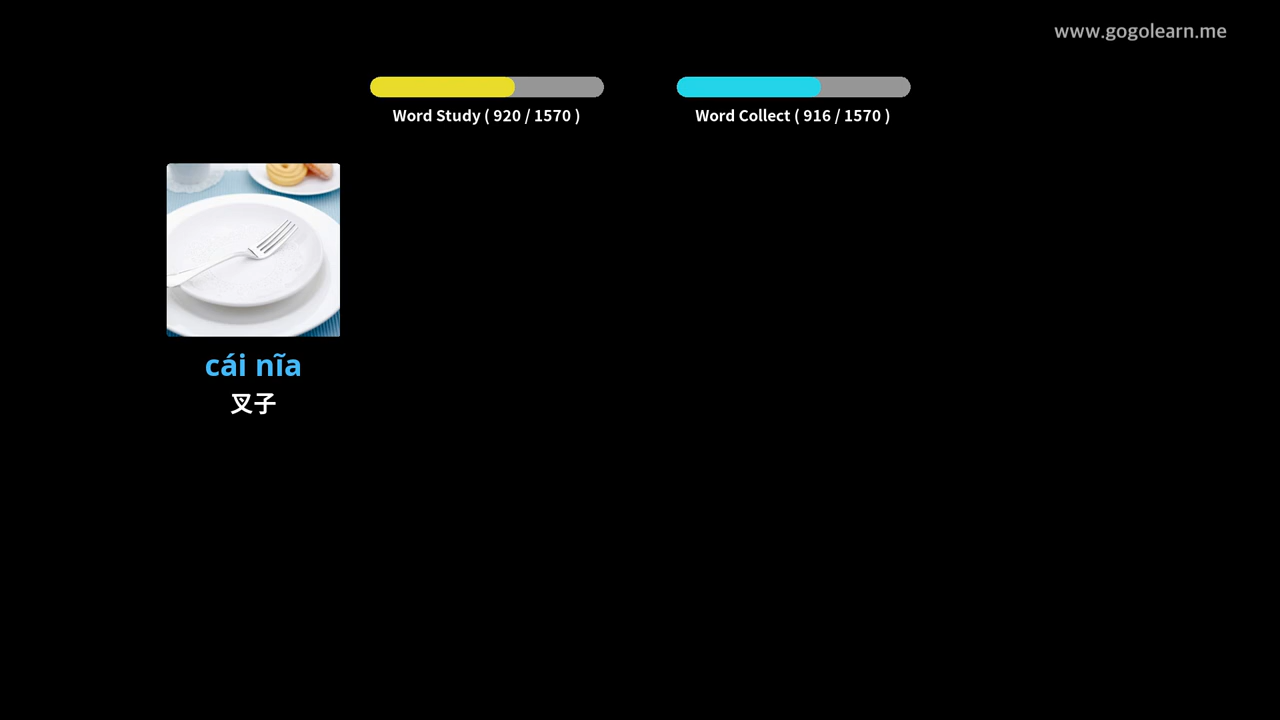 www.gogolearn.me
Word Study ( 920 / 1570 )
Word Collect ( 916 / 1570 )
cái nĩa
叉子